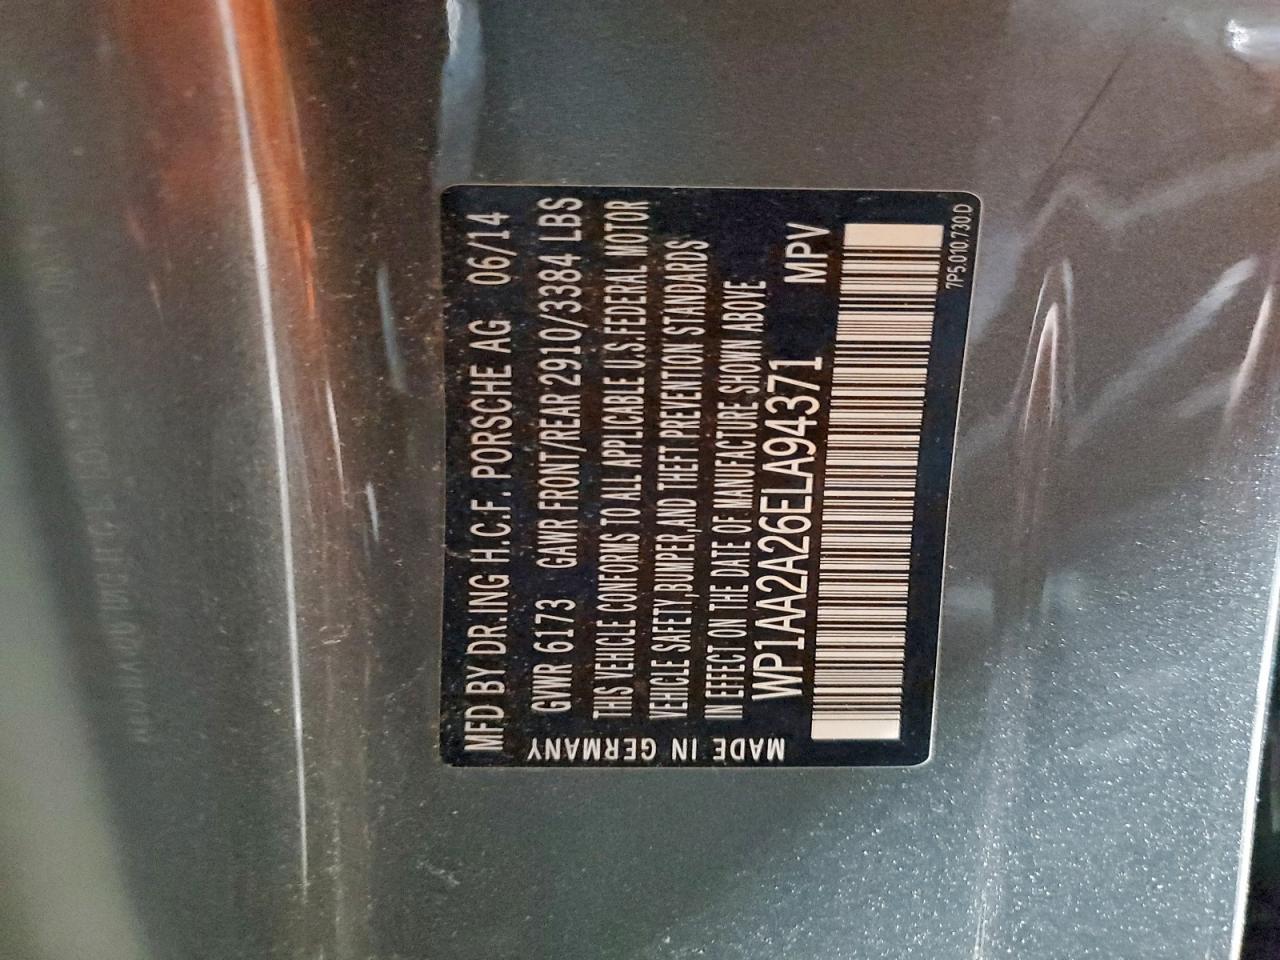 MFD BY DR.ING H.C.F. PORSCHE AG 06/14
GVWR 6173 GAWR FRONT/REAR 2910/3384 LBS
THIS VEHICLE CONFORMS TO ALL APPLICABLE U.S.FEDERAL MOTOR
VEHICLE SAFETY,BUMPER,AND THEFT PREVENTION STANDARDS
IN EFFECT ON THE DATE OF MANUFACTURE SHOWN ABOVE
WP1AA2A26ELA94371 MPV
7P5.010.730.D
MADE IN GERMANY